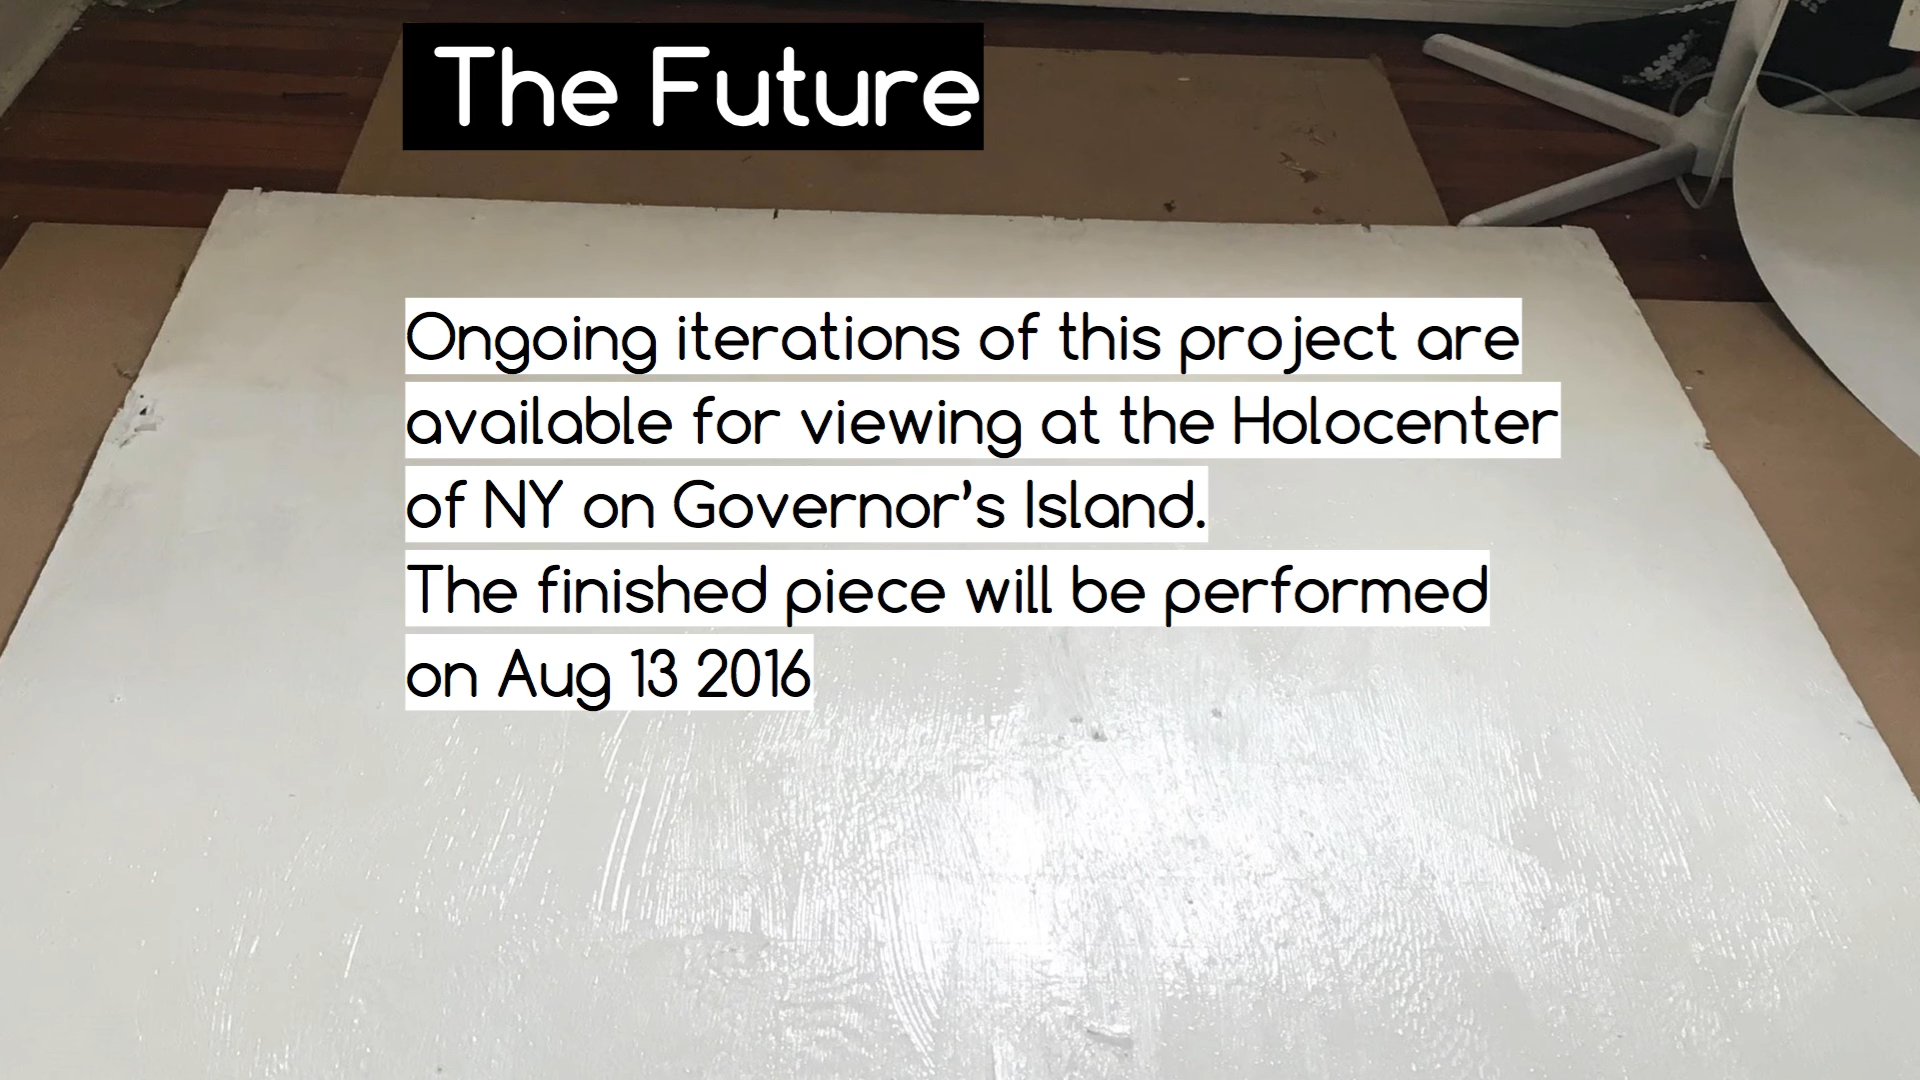 The Future
Ongoing iterations of this project are
available for viewing at the Holocenter
of NY on Governor’s Island.
The finished piece will be performed
on Aug 13 2016